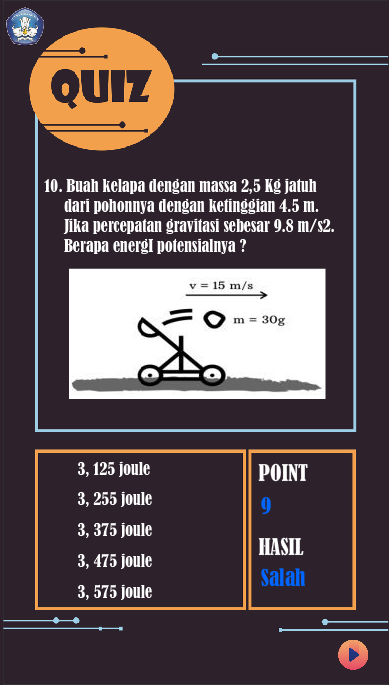 QUIZ
10. Buah kelapa dengan massa 2,5 Kg jatuh
dari pohonnya dengan ketinggian 4.5 m.
Jika percepatan gravitasi sebesar 9.8 m/s2.
Berapa energI potensialnya ?
v = 15 m/s
m = 30g
3, 125 joule
3, 255 joule
3, 375 joule
3, 475 joule
3, 575 joule
POINT
9
HASIL
Salah